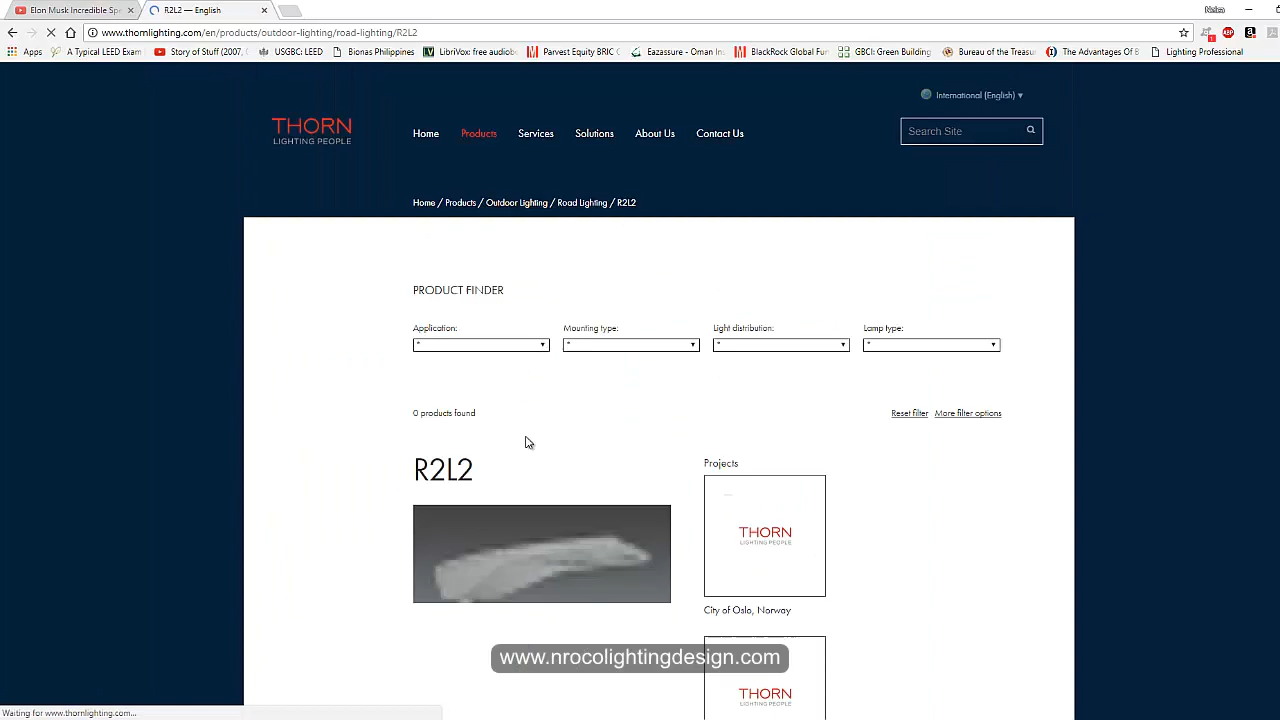 Elon Musk Incredible Spe
R2L2 — English
www.thornlighting.com/en/products/outdoor-lighting/road-lighting/R2L2
Apps
A Typical LEED Exam
Story of Stuff (2007,
USGBC: LEED
Bionas Philippines
LibriVox: free audiob
Parvest Equity BRIC
Eazassure - Oman In
BlackRock Global Fun
GBCI: Green Building
Bureau of the Treasu
The Advantages Of B
Lighting Professional
International (English)
THORN
LIGHTING PEOPLE
Home
Products
Services
Solutions
About Us
Contact Us
Search Site
Home / Products / Outdoor Lighting / Road Lighting / R2L2
PRODUCT FINDER
Application:
Mounting type:
Light distribution:
Lamp type:
*
*
*
*
0 products found
Reset filter
More filter options
R2L2
Projects
THORN
LIGHTING PEOPLE
City of Oslo, Norway
THORN
LIGHTING PEOPLE
www.nrocolightingdesign.com
Waiting for www.thornlighting.com...